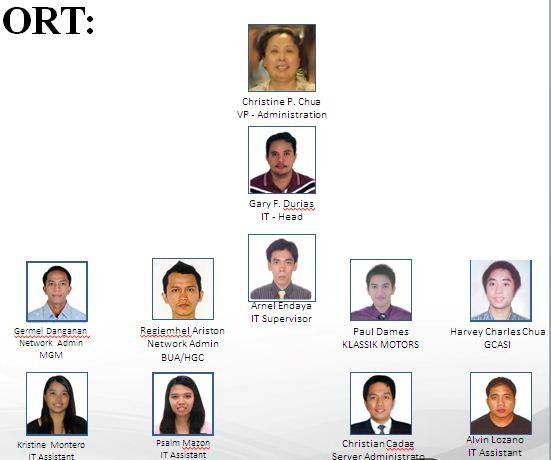 ORT:
Christine P. Chua
VP - Administration
Gary F. Durias
IT - Head
Arnel Endaya
IT Supervisor
Germel Danganan
Network Admin
MGM
Regiemhel Ariston
Network Admin
BUA/HGC
Paul Dames
KLASSIK MOTORS
Harvey Charles Chua
GCASI
Kristine Montero
IT Assistant
Psalm Mazon
IT Assistant
Christian Cadag
Server Administrato
Alvin Lozano
IT Assistant